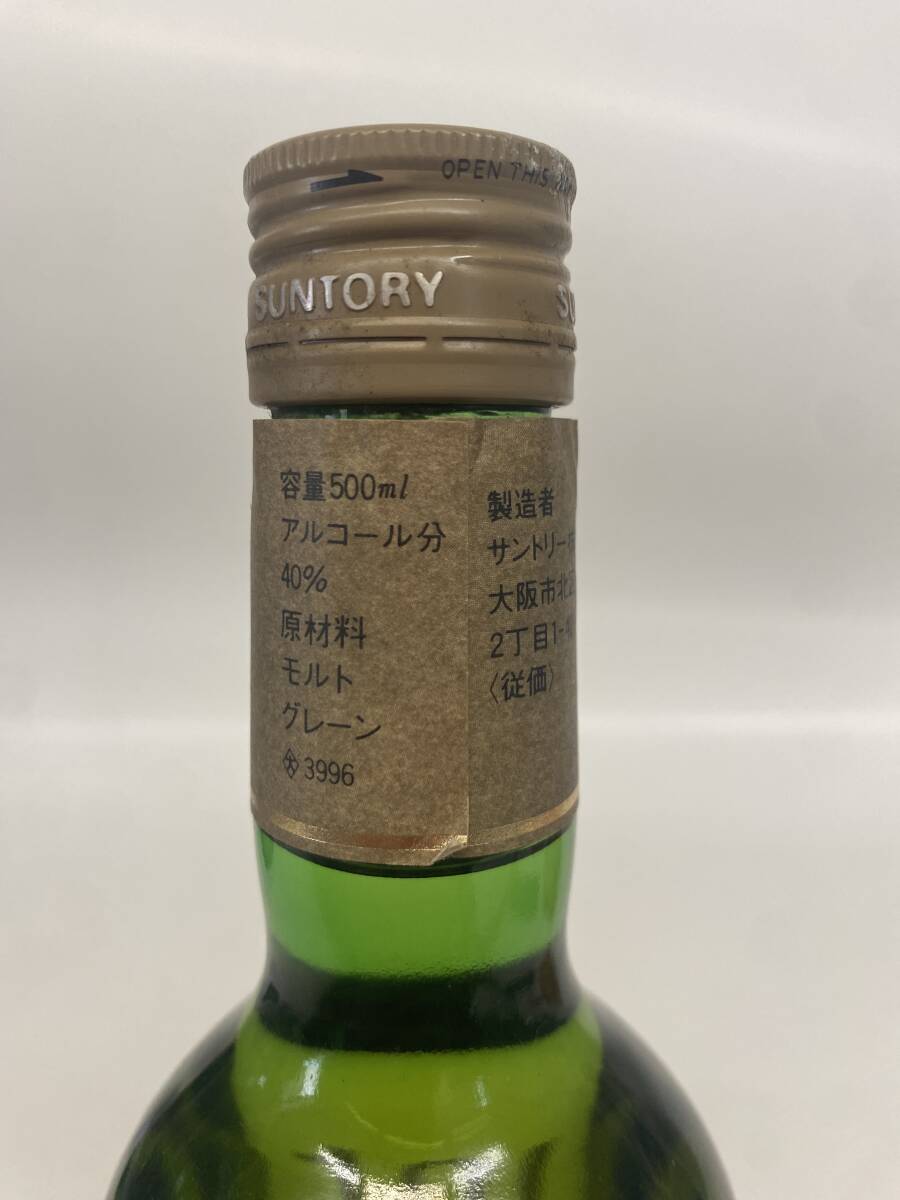 OPEN THIS
SUNTORY
容量500ml
アルコール分
40%
原材料
モルト
グレーン
3996
製造者
サントリー
大阪市北区
2丁目1-
〈従価〉